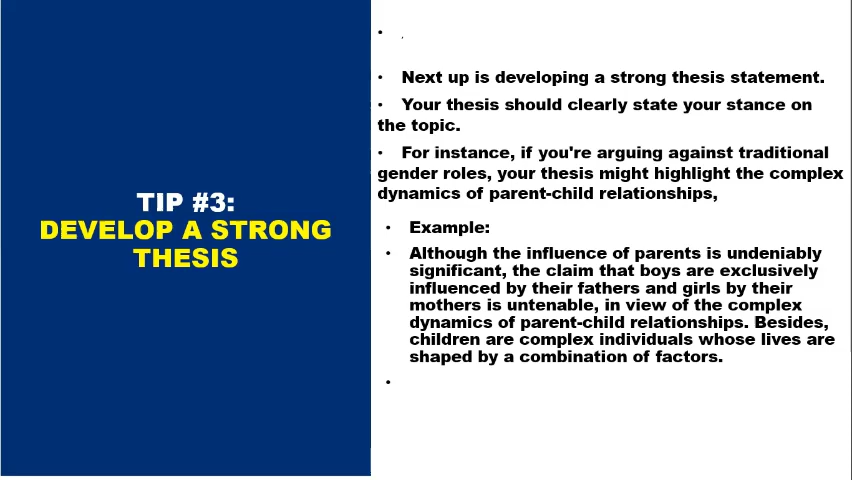 TIP #3:
DEVELOP A STRONG
THESIS
• ,
• Next up is developing a strong thesis statement.
• Your thesis should clearly state your stance on
the topic.
• For instance, if you're arguing against traditional
gender roles, your thesis might highlight the complex
dynamics of parent-child relationships,
• Example:
• Although the influence of parents is undeniably
significant, the claim that boys are exclusively
influenced by their fathers and girls by their
mothers is untenable, in view of the complex
dynamics of parent-child relationships. Besides,
children are complex individuals whose lives are
shaped by a combination of factors.
•